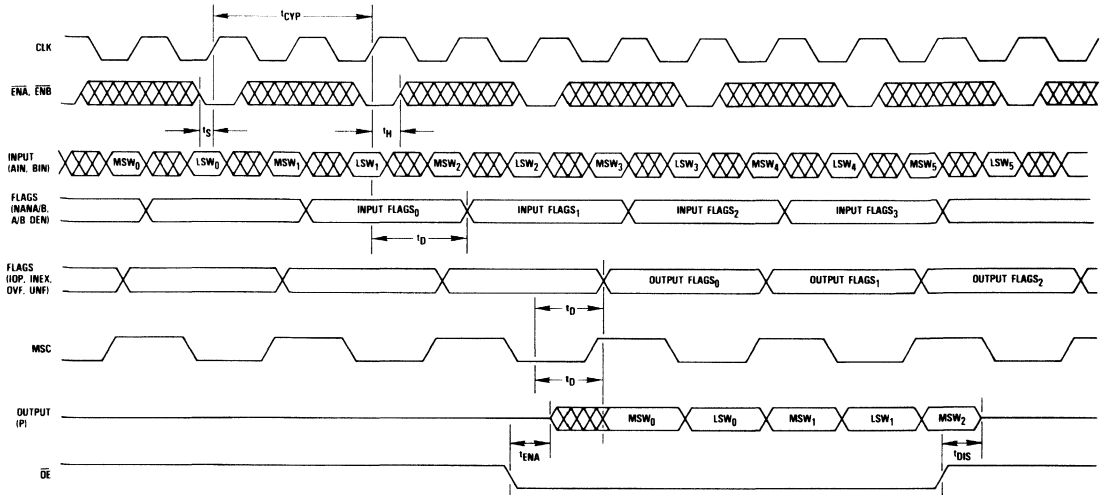 tCYP
CLK
ENA, ENB
tS
tH
INPUT (AIN, BIN)
MSW0 LSW0 MSW1 LSW1 MSW2 LSW2 MSW3 LSW3 MSW4 LSW4 MSW5 LSW5
FLAGS (NANA/B, A/B DEN)
INPUT FLAGS0 INPUT FLAGS1 INPUT FLAGS2 INPUT FLAGS3
tD
FLAGS (IOP, INEX, OVF, UNF)
OUTPUT FLAGS0 OUTPUT FLAGS1 OUTPUT FLAGS2
tD
MSC
tD
OUTPUT (P)
MSW0 LSW0 MSW1 LSW1 MSW2
tENA
tDIS
OE